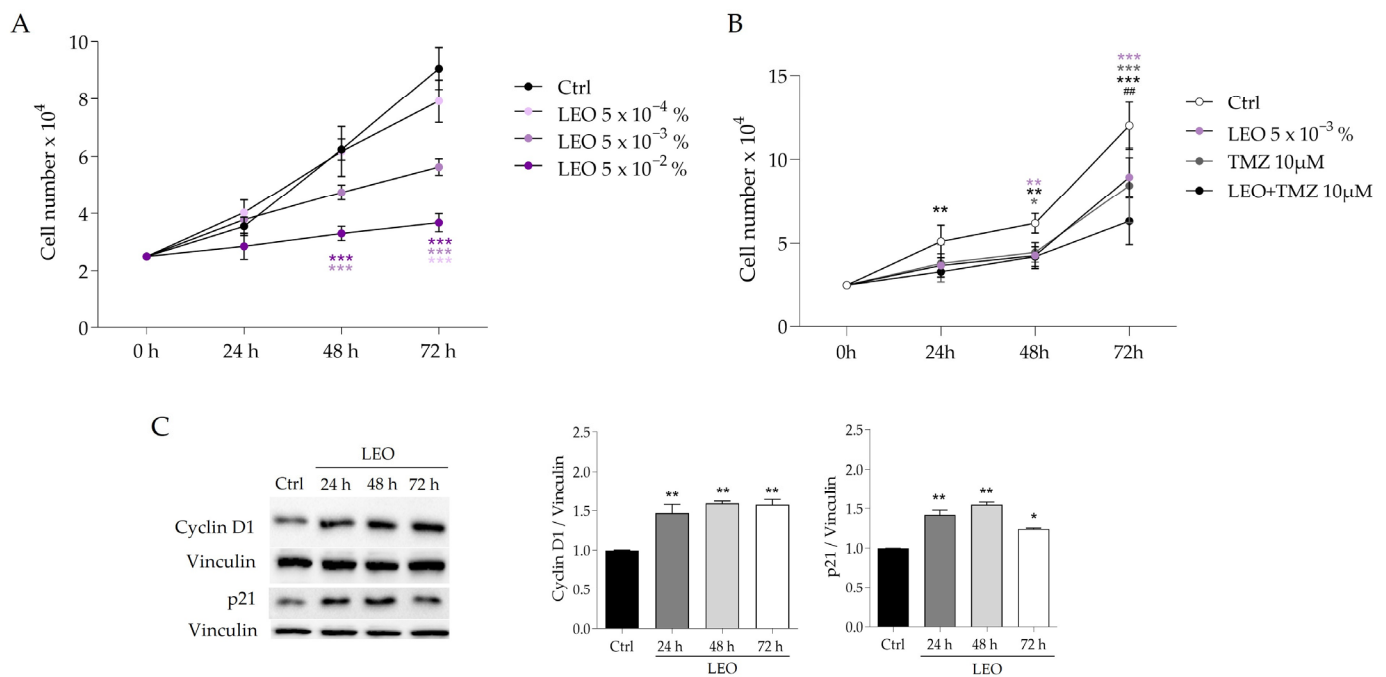 A
Cell number x 10⁴
10
8
6
4
2
0
0 h
24 h
48 h
72 h
***
***
***
***
***
Ctrl
LEO 5 x 10⁻⁴ %
LEO 5 x 10⁻³ %
LEO 5 x 10⁻² %
B
Cell number x 10⁴
15
10
5
0
0h
24h
48h
72h
**
**
**
*
***
***
***
##
Ctrl
LEO 5 x 10⁻³ %
TMZ 10µM
LEO+TMZ 10µM
C
LEO
Ctrl 24 h 48 h 72 h
Cyclin D1
Vinculin
p21
Vinculin
Cyclin D1 / Vinculin
2.5
2.0
1.5
1.0
0.5
0.0
** ** **
Ctrl 24 h 48 h 72 h
LEO
p21 / Vinculin
2.5
2.0
1.5
1.0
0.5
0.0
** ** *
Ctrl 24 h 48 h 72 h
LEO